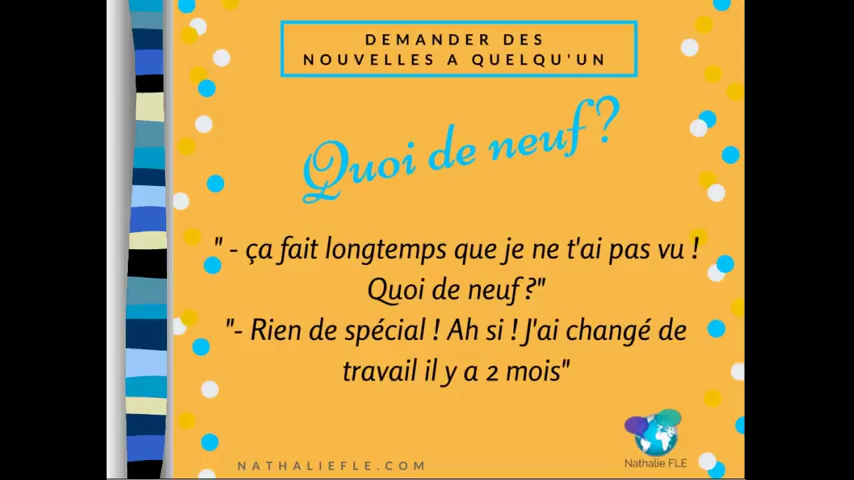 DEMANDER DES
NOUVELLES A QUELQU'UN
Quoi de neuf ?
" - ça fait longtemps que je ne t'ai pas vu !
Quoi de neuf ?"
"- Rien de spécial ! Ah si ! J'ai changé de
travail il y a 2 mois"
NATHALIEFLE.COM
Nathalie FLE